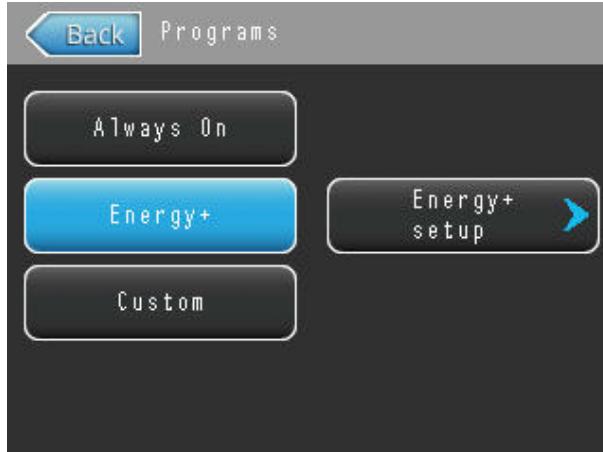 Back
Programs
Always On
Energy+
Energy+
setup
Custom